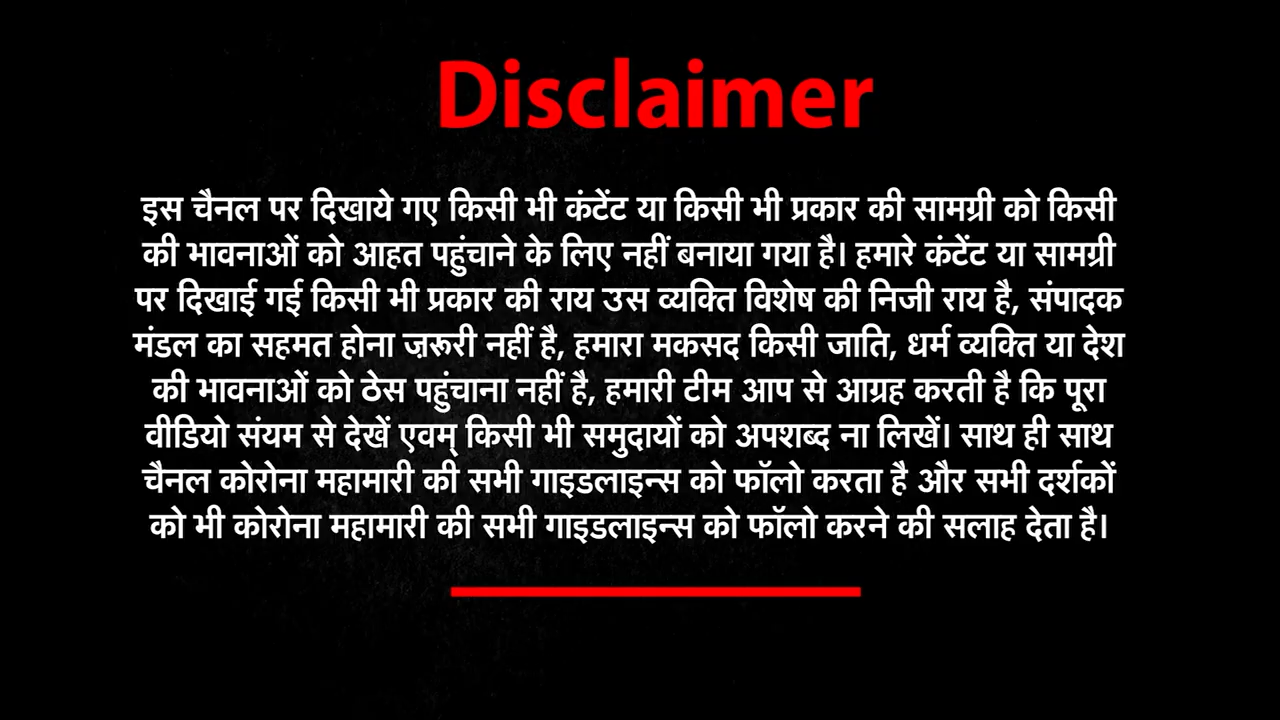 Disclaimer
इस चैनल पर दिखाये गए किसी भी कंटेंट या किसी भी प्रकार की सामग्री को किसी
की भावनाओं को आहत पहुंचाने के लिए नहीं बनाया गया है। हमारे कंटेंट या सामग्री
पर दिखाई गई किसी भी प्रकार की राय उस व्यक्ति विशेष की निजी राय है, संपादक
मंडल का सहमत होना ज़रूरी नहीं है, हमारा मकसद किसी जाति, धर्म व्यक्ति या देश
की भावनाओं को ठेस पहुंचाना नहीं है, हमारी टीम आप से आग्रह करती है कि पूरा
वीडियो संयम से देखें एवम् किसी भी समुदायों को अपशब्द ना लिखें। साथ ही साथ
चैनल कोरोना महामारी की सभी गाइडलाइन्स को फॉलो करता है और सभी दर्शकों
को भी कोरोना महामारी की सभी गाइडलाइन्स को फॉलो करने की सलाह देता है।